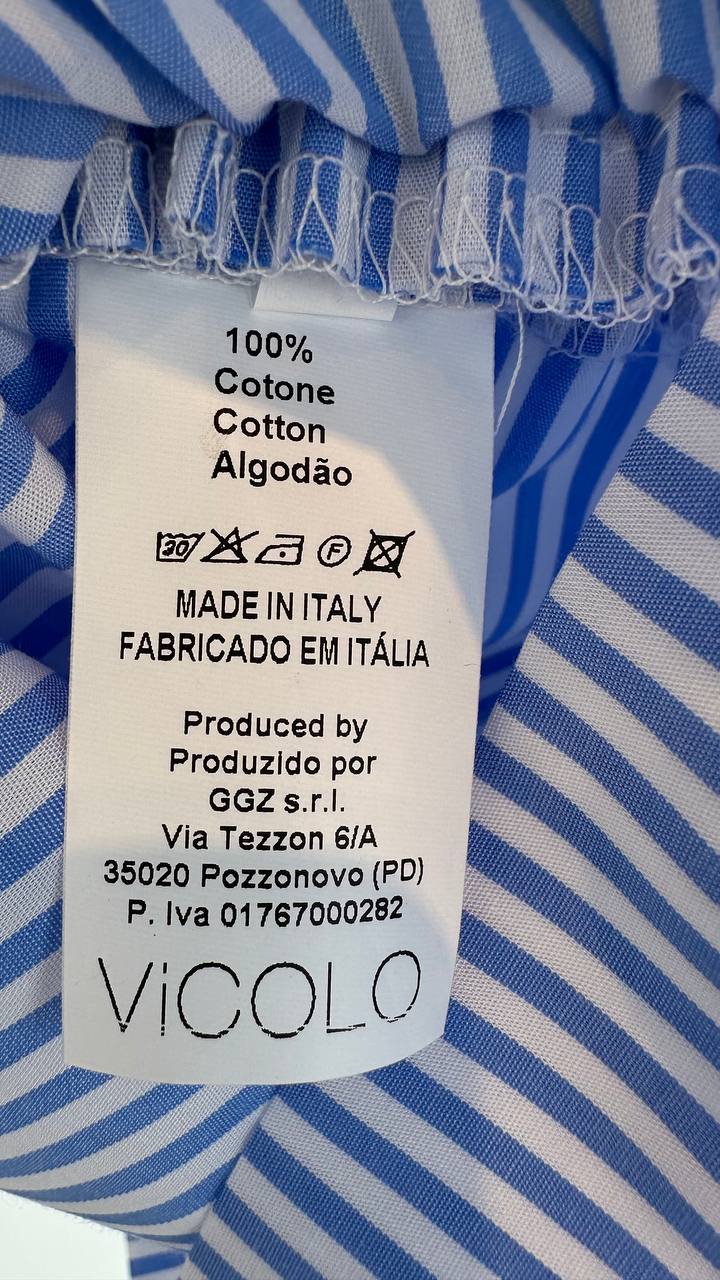 100%
Cotone
Cotton
Algodão
30 F
MADE IN ITALY
FABRICADO EM ITÁLIA
Produced by
Produzido por
GGZ s.r.l.
Via Tezzon 6/A
35020 Pozzonovo (PD)
P. Iva 01767000282
ViCOLO